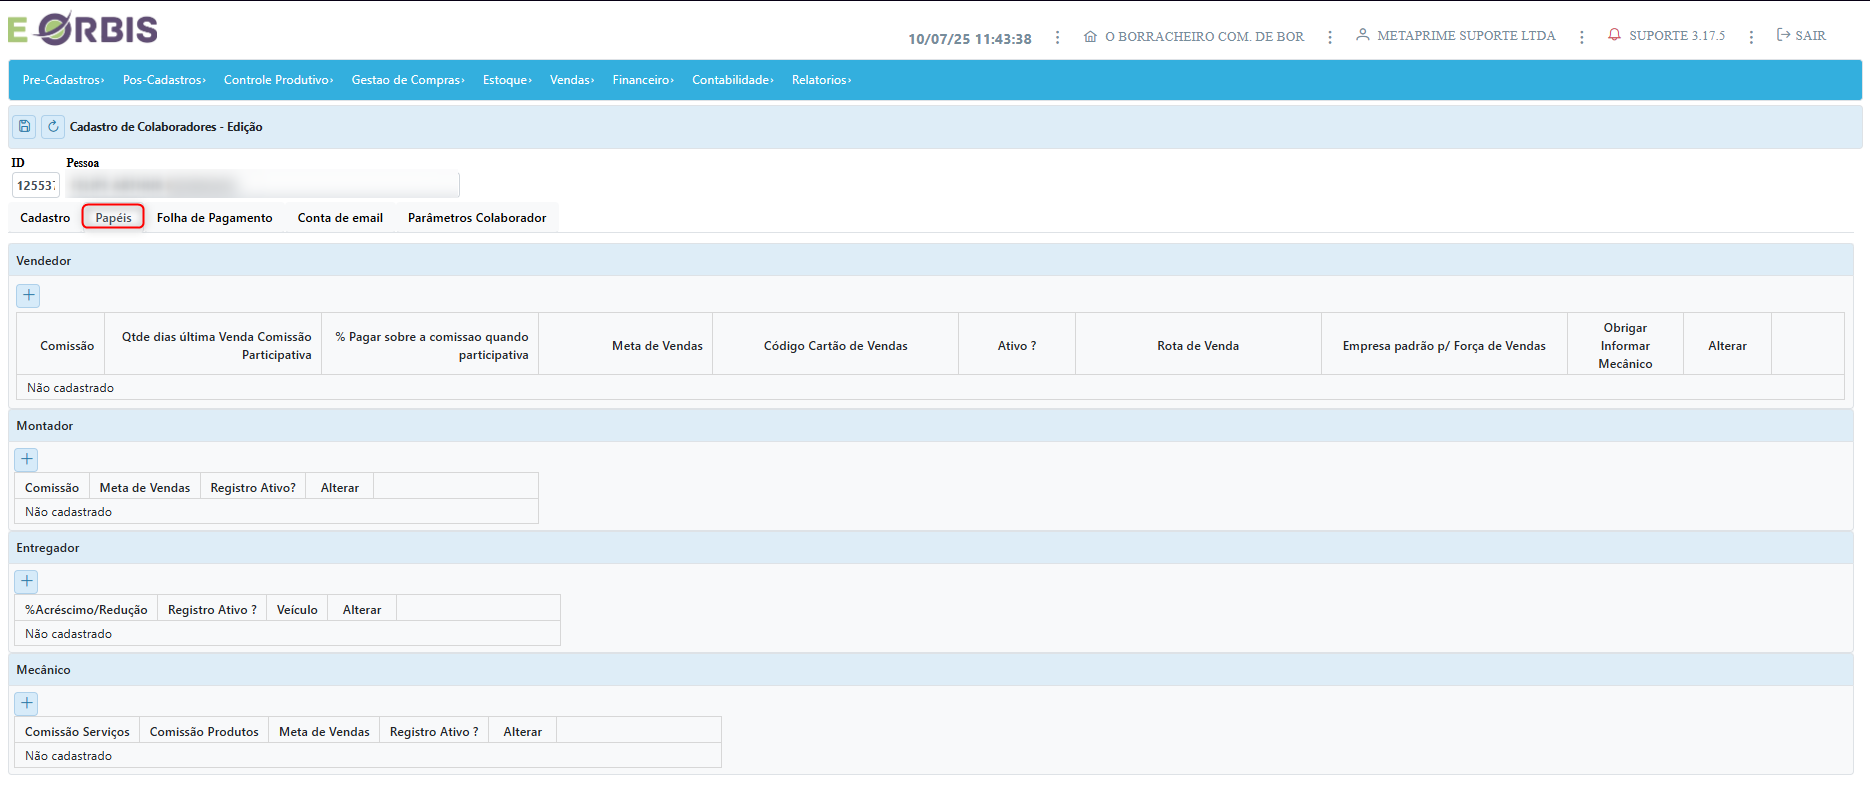 E ORBIS
10/07/25 11:43:38
O BORRACHEIRO COM. DE BOR
METAPRIME SUPORTE LTDA
SUPORTE 3.17.5
SAIR
Pre-Cadastros› Pos-Cadastros› Controle Produtivo› Gestao de Compras› Estoque› Vendas› Financeiro› Contabilidade› Relatorios›
Cadastro de Colaboradores - Edição
ID Pessoa
12553
Cadastro Papéis Folha de Pagamento Conta de email Parâmetros Colaborador
Vendedor
Comissão
Qtde dias última Venda Comissão
Participativa
% Pagar sobre a comissao quando
participativa
Meta de Vendas
Código Cartão de Vendas
Ativo ?
Rota de Venda
Empresa padrão p/ Força de Vendas
Obrigar
Informar
Mecânico
Alterar
Não cadastrado
Montador
Comissão Meta de Vendas Registro Ativo? Alterar
Não cadastrado
Entregador
%Acréscimo/Redução Registro Ativo ? Veículo Alterar
Não cadastrado
Mecânico
Comissão Serviços Comissão Produtos Meta de Vendas Registro Ativo ? Alterar
Não cadastrado